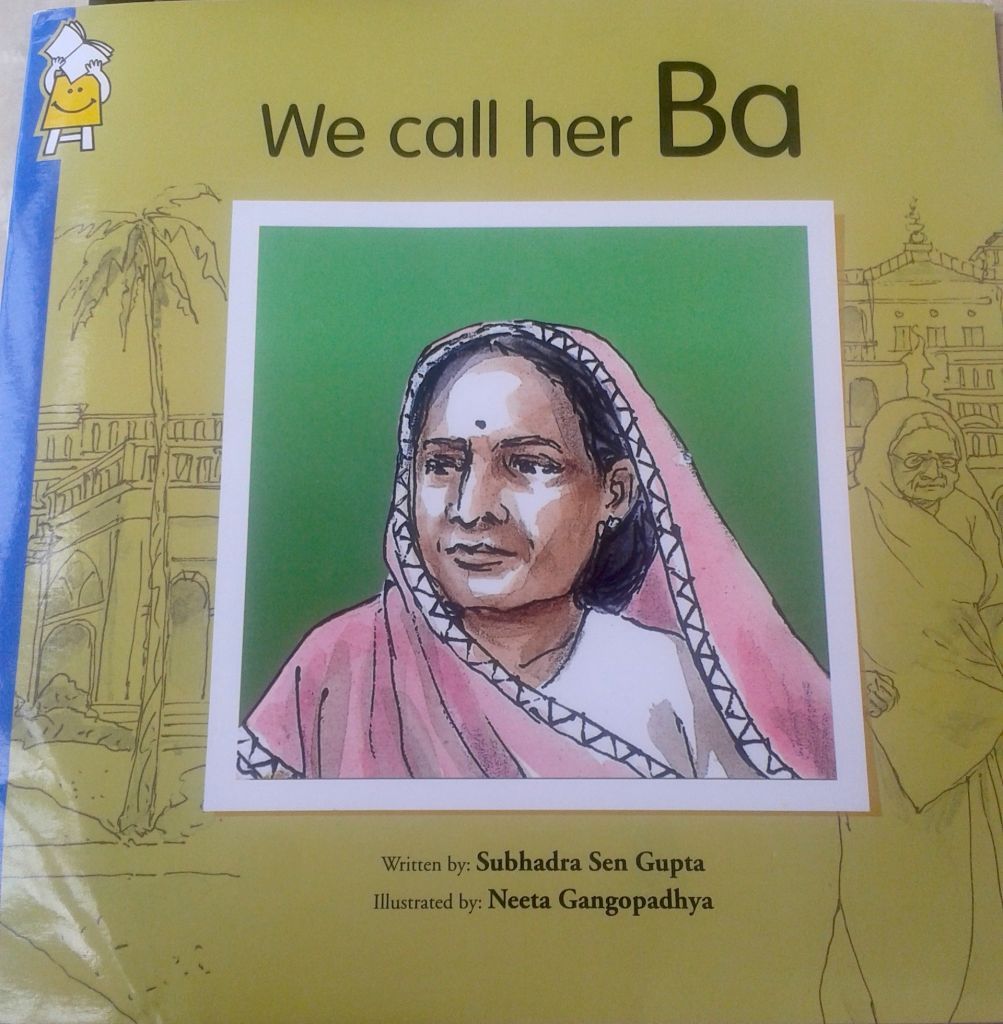 We call her Ba
Written by: Subhadra Sen Gupta
Illustrated by: Neeta Gangopadhya